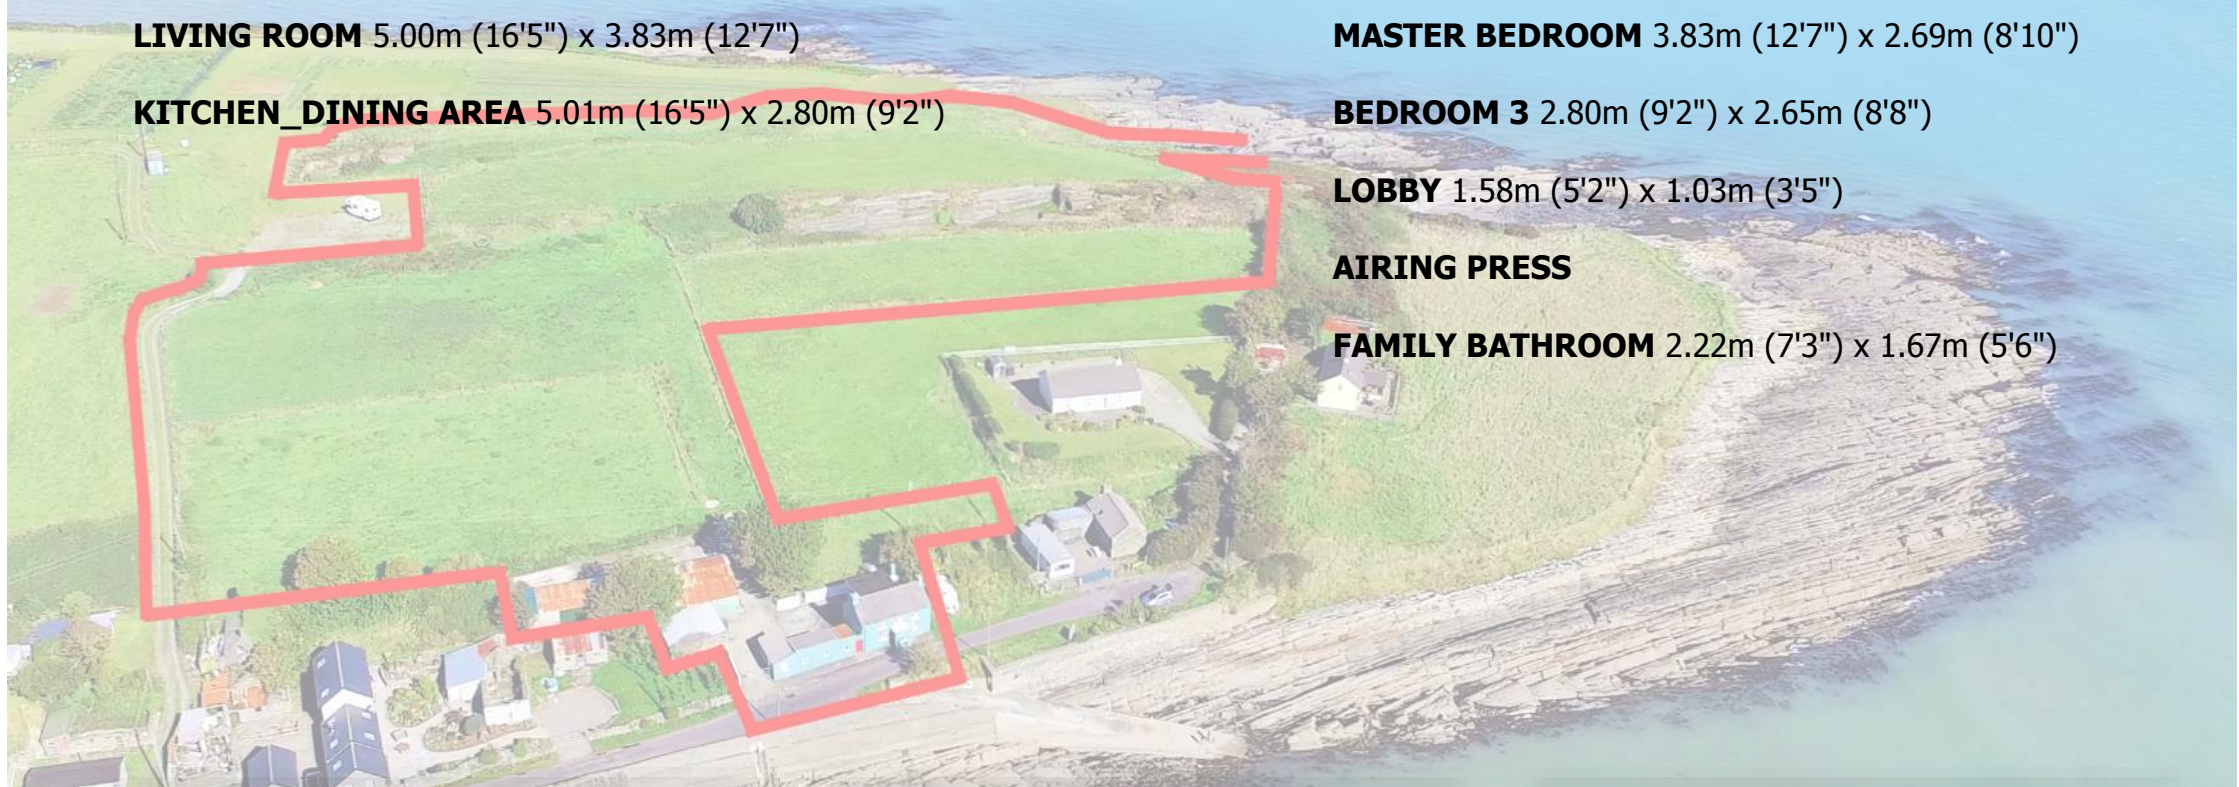 LIVING ROOM 5.00m (16'5") x 3.83m (12'7")
KITCHEN_DINING AREA 5.01m (16'5") x 2.80m (9'2")
MASTER BEDROOM 3.83m (12'7") x 2.69m (8'10")
BEDROOM 3 2.80m (9'2") x 2.65m (8'8")
LOBBY 1.58m (5'2") x 1.03m (3'5")
AIRING PRESS
FAMILY BATHROOM 2.22m (7'3") x 1.67m (5'6")